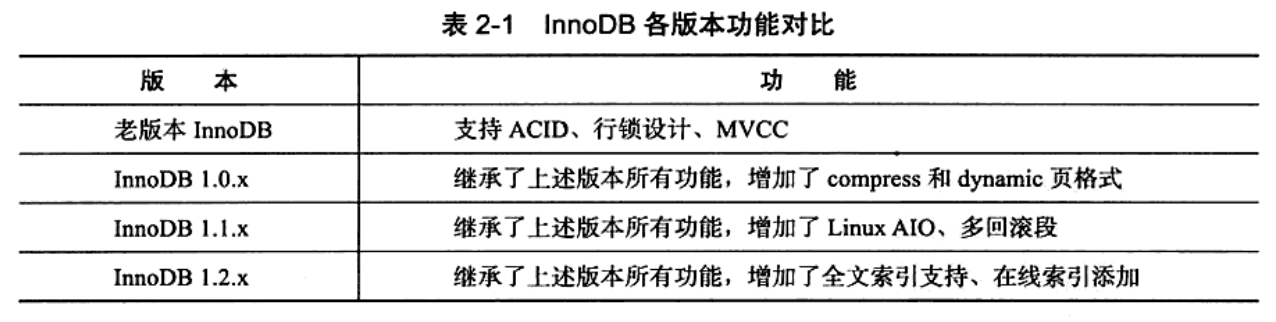 表 2-1 InnoDB 各版本功能对比
版 本 功 能
老版本 InnoDB 支持 ACID、行锁设计、MVCC
InnoDB 1.0.x 继承了上述版本所有功能，增加了 compress 和 dynamic 页格式
InnoDB 1.1.x 继承了上述版本所有功能，增加了 Linux AIO、多回滚段
InnoDB 1.2.x 继承了上述版本所有功能，增加了全文索引支持、在线索引添加